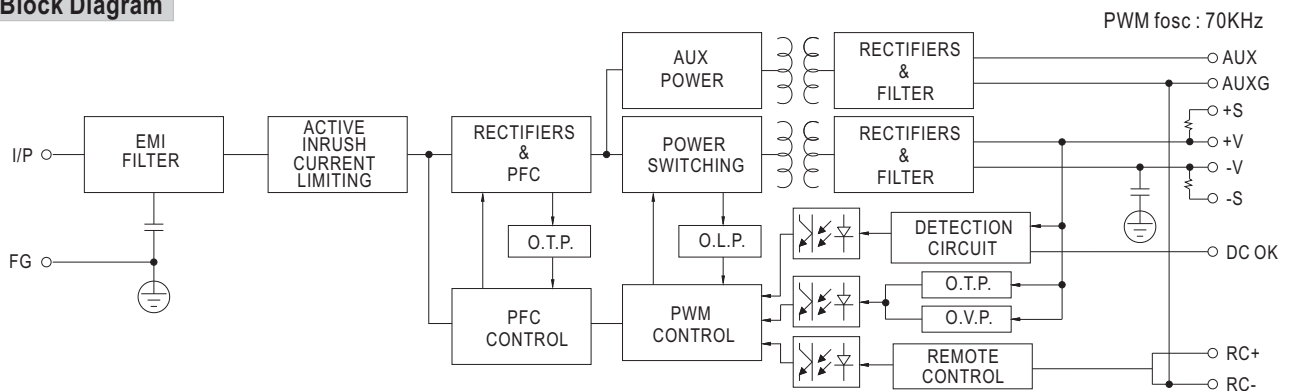 Block Diagram
PWM fosc : 70KHz
I/P
FG
EMI
FILTER
ACTIVE
INRUSH
CURRENT
LIMITING
RECTIFIERS
&
PFC
O.T.P.
PFC
CONTROL
AUX
POWER
POWER
SWITCHING
O.L.P.
PWM
CONTROL
RECTIFIERS
&
FILTER
RECTIFIERS
&
FILTER
DETECTION
CIRCUIT
O.T.P.
O.V.P.
REMOTE
CONTROL
AUX
AUXG
+S
+V
-V
-S
DC OK
RC+
RC-